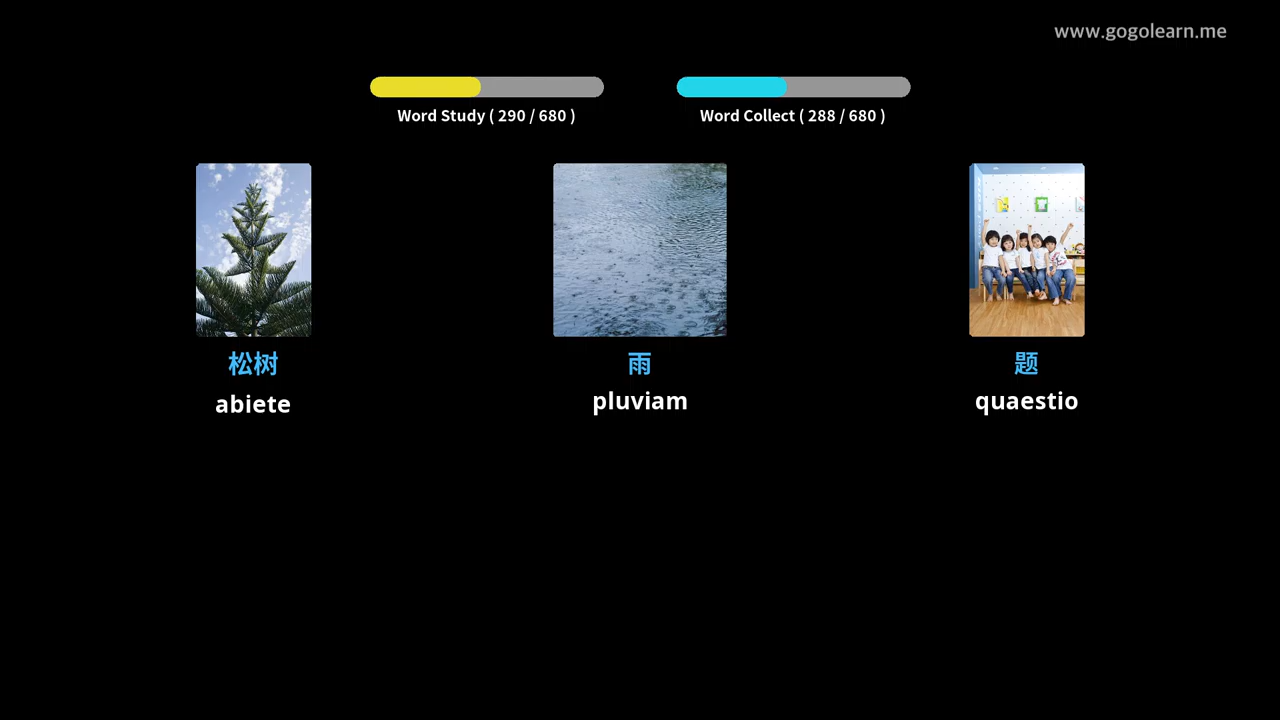 www.gogolearn.me
Word Study ( 290 / 680 )
Word Collect ( 288 / 680 )
松树
雨
题
abiete
pluviam
quaestio